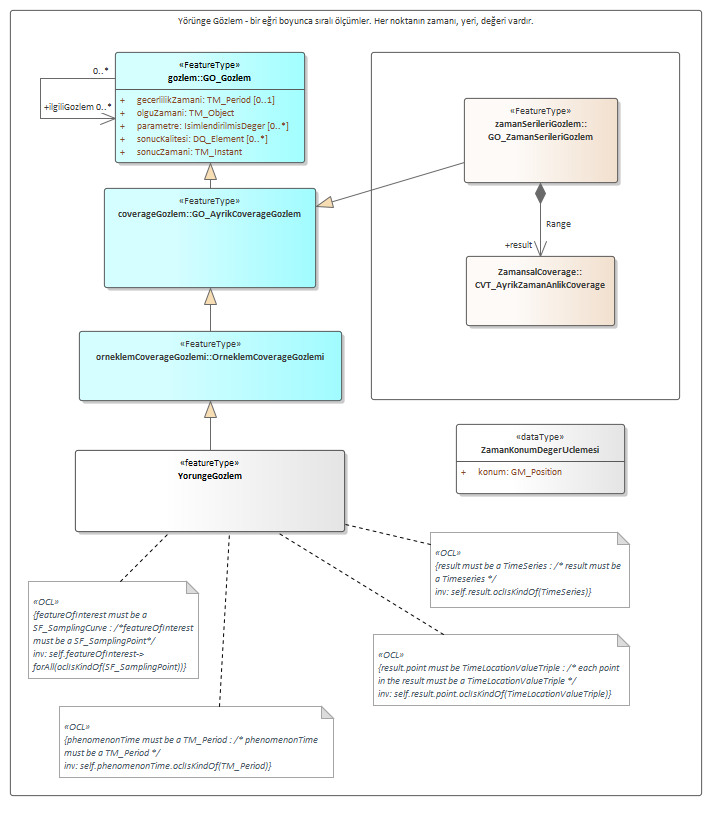 Yörünge Gözlem - bir eğri boyunca sıralı ölçümler. Her noktanın zamanı, yeri, değeri vardır.
«FeatureType»
gozlem::GO_Gozlem
+ gecerlilikZamani: TM_Period [0..1]
+ olguZamani: TM_Object
+ parametre: IsimlendirilmisDeger [0..*]
+ sonucKalitesi: DQ_Element [0..*]
+ sonucZamani: TM_Instant
0..*
+ilgiliGozlem 0..*
«FeatureType»
zamanSerileriGozlem::
GO_ZamanSerileriGozlem
«FeatureType»
coverageGozlem::GO_AyrikCoverageGozlem
Range
+result
ZamansalCoverage::
CVT_AyrikZamanAnlikCoverage
«FeatureType»
orneklemCoverageGozlemi::OrneklemCoverageGozlemi
«featureType»
YorungeGozlem
«dataType»
ZamanKonumDegerUclemesi
+ konum: GM_Position
«OCL»
{result must be a TimeSeries : /* result must be
a Timeseries */
inv: self.result.oclIsKindOf(TimeSeries)}
«OCL»
{featureOfInterest must be a
SF_SamplingCurve : /*featureOfInterest
must be a SF_SamplingPoint*/
inv: self.featureOfInterest->
forAll(oclIsKindOf(SF_SamplingPoint))}
«OCL»
{result.point must be TimeLocationValueTriple : /* each point
in the result must be a TimeLocationValueTriple */
inv: self.result.point.oclIsKindOf(TimeLocationValueTriple)}
«OCL»
{phenomenonTime must be a TM_Period : /* phenomenonTime
must be a TM_Period */
inv: self.phenomenonTime.oclIsKindOf(TM_Period)}